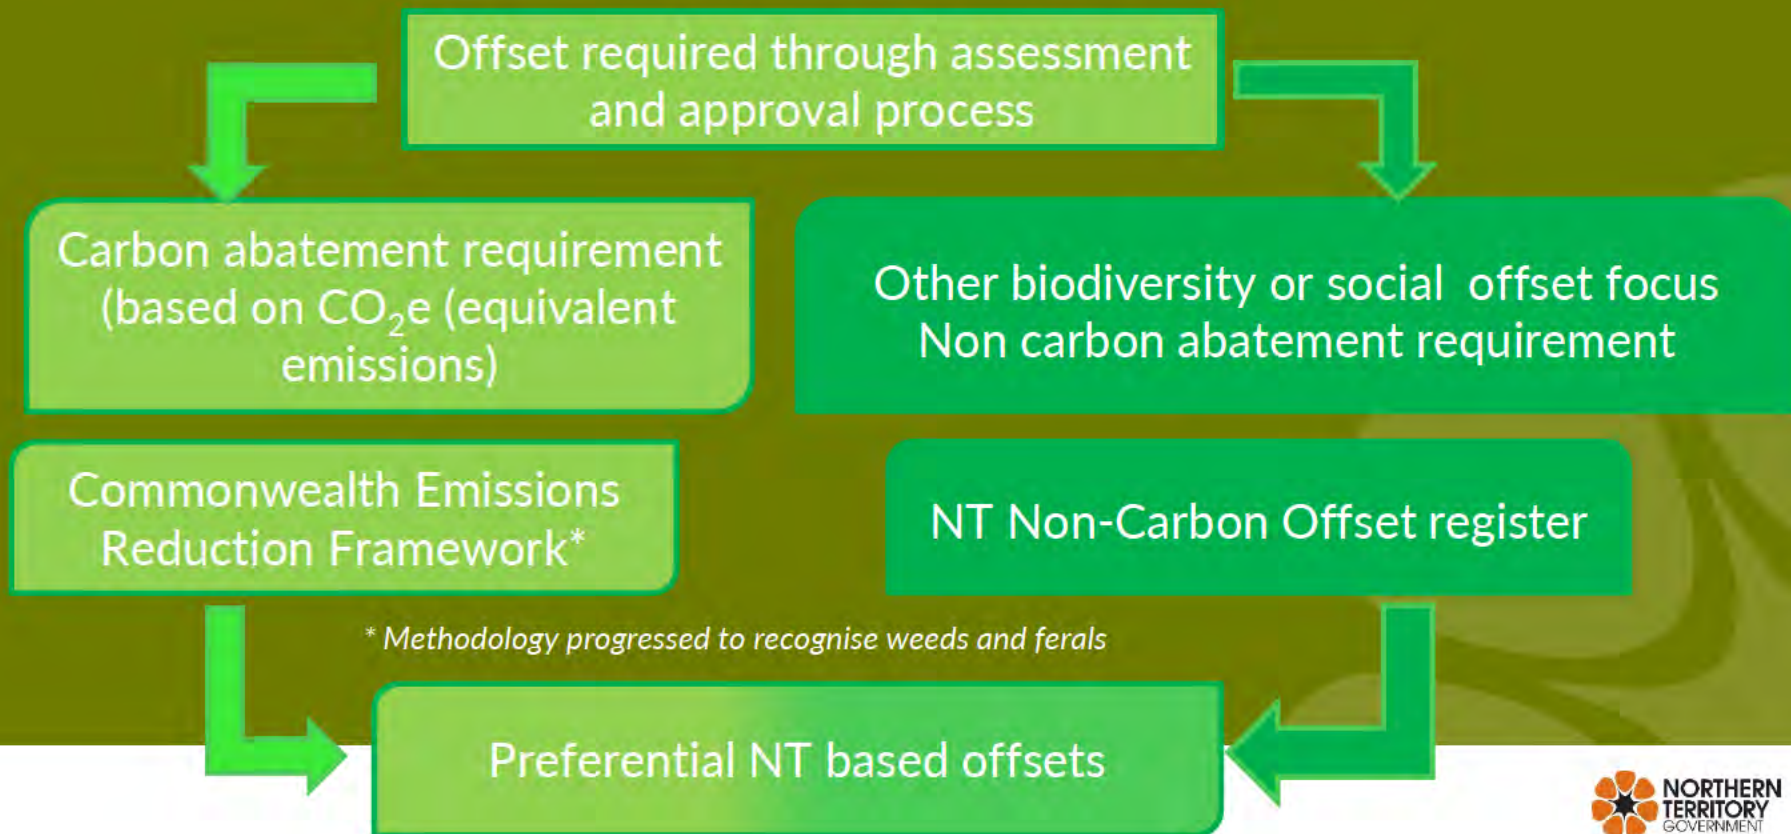 Offset required through assessment
and approval process
Carbon abatement requirement
(based on CO₂e (equivalent
emissions)
Other biodiversity or social  offset focus
Non carbon abatement requirement
Commonwealth Emissions
Reduction Framework*
NT Non-Carbon Offset register
* Methodology progressed to recognise weeds and ferals
Preferential NT based offsets
NORTHERN
TERRITORY
GOVERNMENT